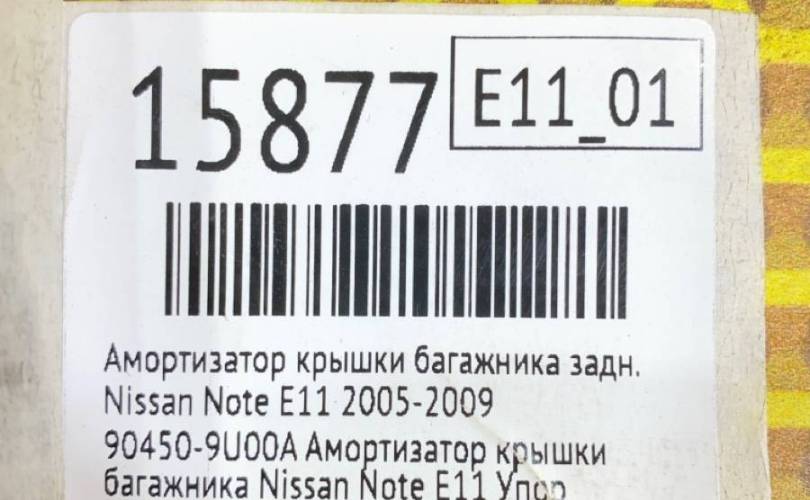 15877
E11_01
Амортизатор крышки багажника задн.
Nissan Note E11 2005-2009
90450-9U00A Амортизатор крышки
багажника Nissan Note E11 Упор